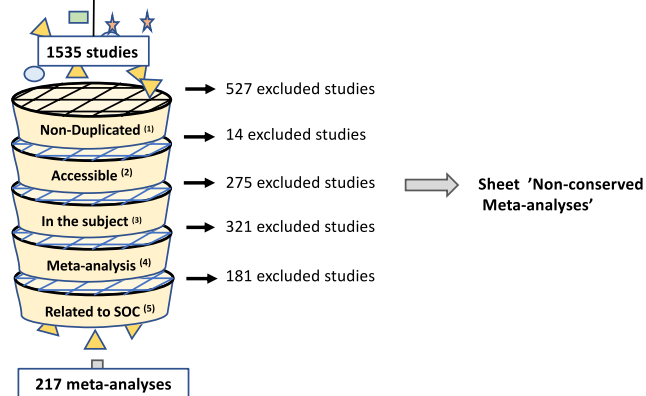 1535 studies
527 excluded studies
Non-Duplicated (1)
14 excluded studies
Accessible (2)
275 excluded studies
Sheet 'Non-conserved
Meta-analyses'
In the subject (3)
321 excluded studies
Meta-analysis (4)
181 excluded studies
Related to SOC (5)
217 meta-analyses